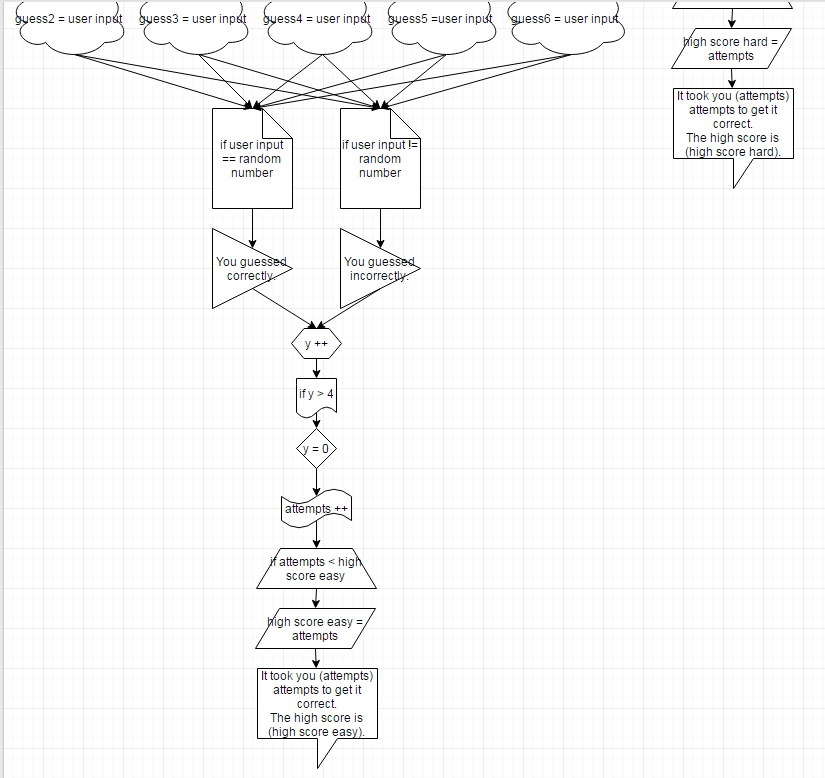 guess2 = user input
guess3 = user input
guess4 = user input
guess5 =user input
guess6 = user input
high score hard =
attempts
It took you (attempts)
attempts to get it
correct.
The high score is
(high score hard).
if user input
== random
number
if user input !=
random
number
You guessed
correctly.
You guessed
incorrectly.
y ++
if y > 4
y = 0
attempts ++
if attempts < high
score easy
high score easy =
attempts
It took you (attempts)
attempts to get it
correct.
The high score is
(high score easy).